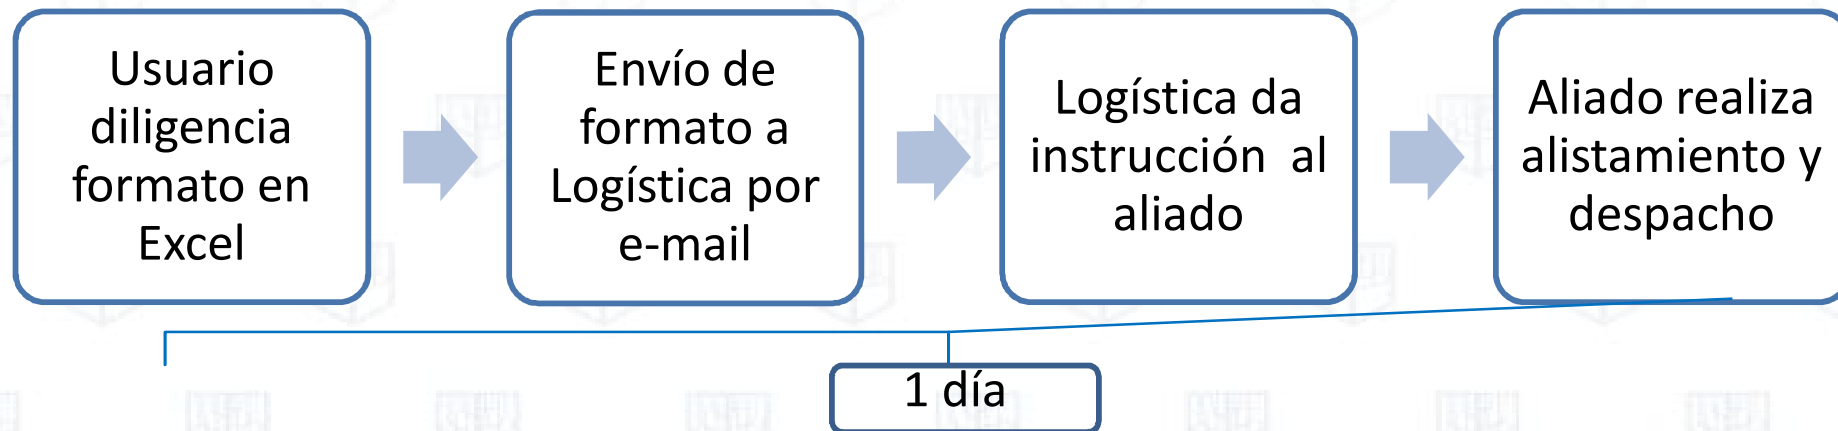 Usuario
diligencia
formato en
Excel
Envío de
formato a
Logística por
e-mail
Logística da
instrucción al
aliado
Aliado realiza
alistamiento y
despacho
1 día